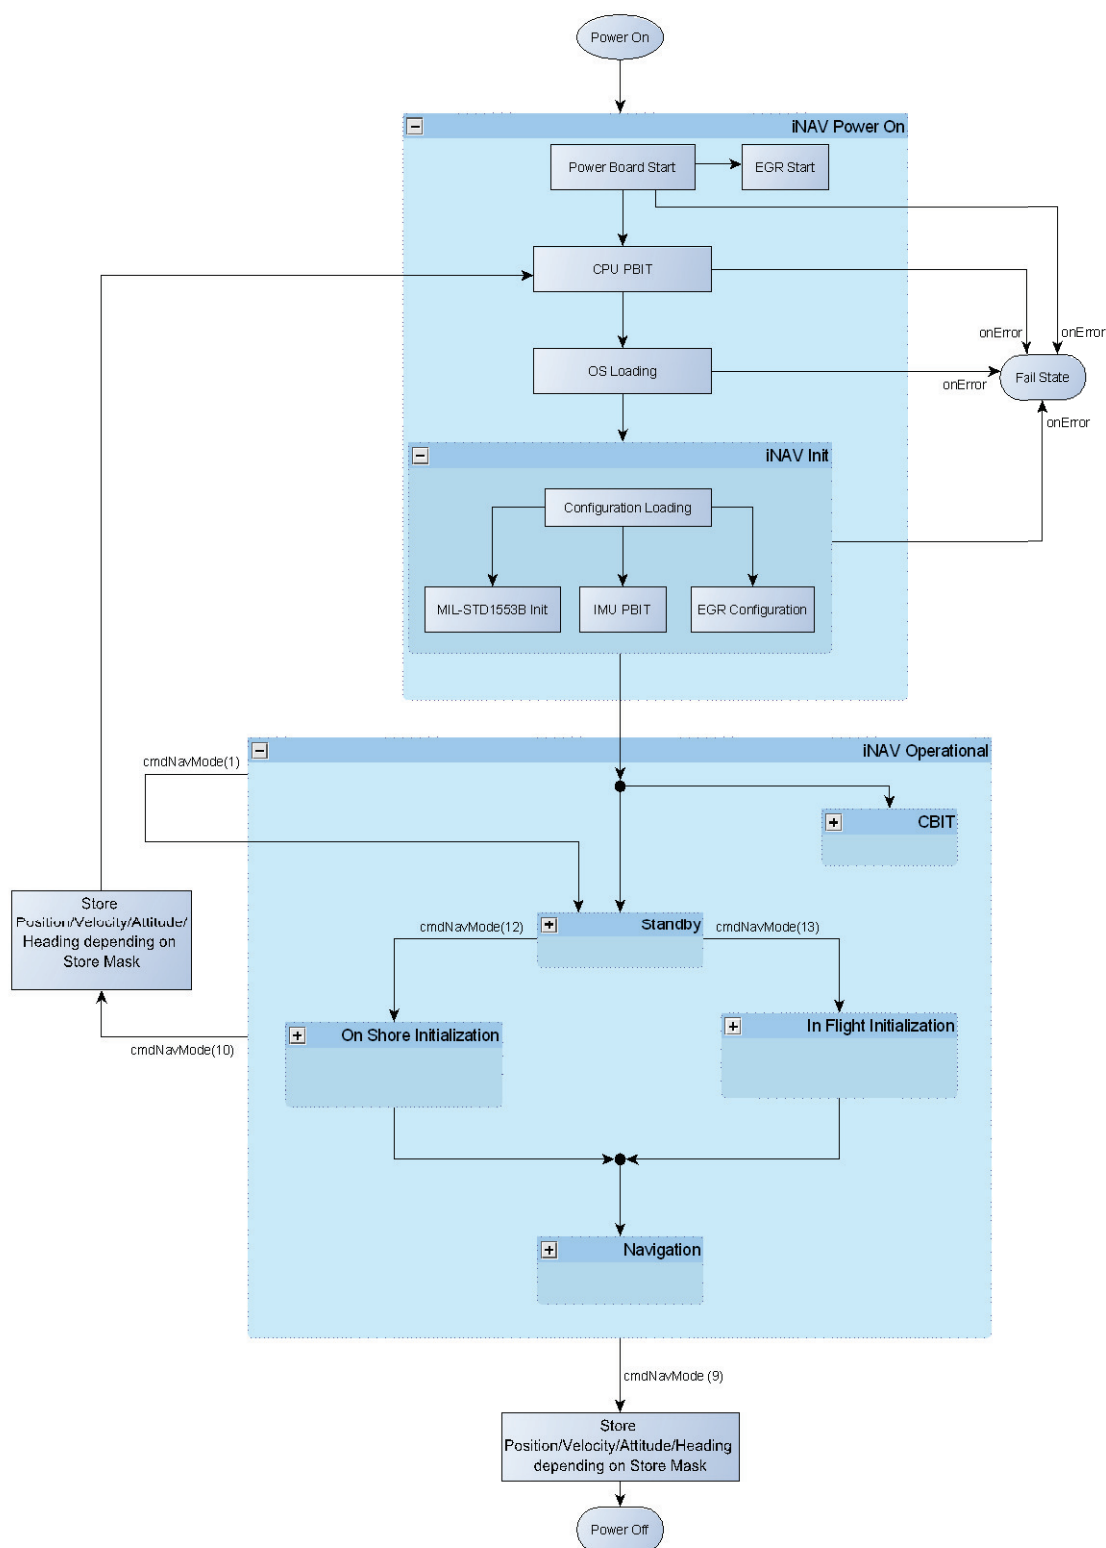 Power On
iNAV Power On
Power Board Start
EGR Start
CPU PBIT
onError
onError
OS Loading
onError
Fail State
onError
iNAV Init
Configuration Loading
MIL-STD1553B Init
IMU PBIT
EGR Configuration
iNAV Operational
cmdNavMode(1)
CBIT
Store
Position/Velocity/Attitude/
Heading depending on
Store Mask
cmdNavMode(12)
Standby
cmdNavMode(13)
On Shore Initialization
In Flight Initialization
cmdNavMode(10)
Navigation
cmdNavMode (9)
Store
Position/Velocity/Attitude/Heading
depending on Store Mask
Power Off